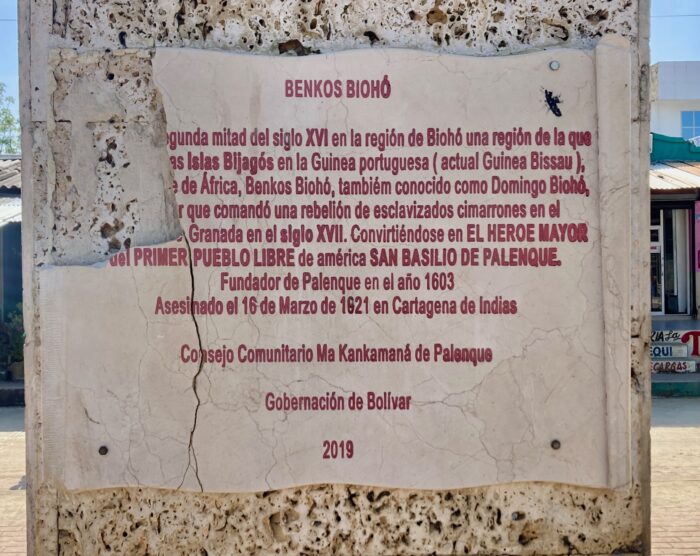 BENKOS BIOHÓ
egunda mitad del siglo XVI en la región de Biohó una región de la que
as Islas Bijagós en la Guinea portuguesa ( actual Guinea Bissau ),
e de África, Benkos Biohó, también conocido como Domingo Biohó,
r que comandó una rebelión de esclavizados cimarrones en el
Granada en el siglo XVII. Convirtiéndose en EL HEROE MAYOR
del PRIMER PUEBLO LIBRE de américa SAN BASILIO DE PALENQUE.
Fundador de Palenque en el año 1603
Asesinado el 16 de Marzo de 1621 en Cartagena de Indias
Consejo Comunitario Ma Kankamaná de Palenque
Gobernación de Bolívar
2019